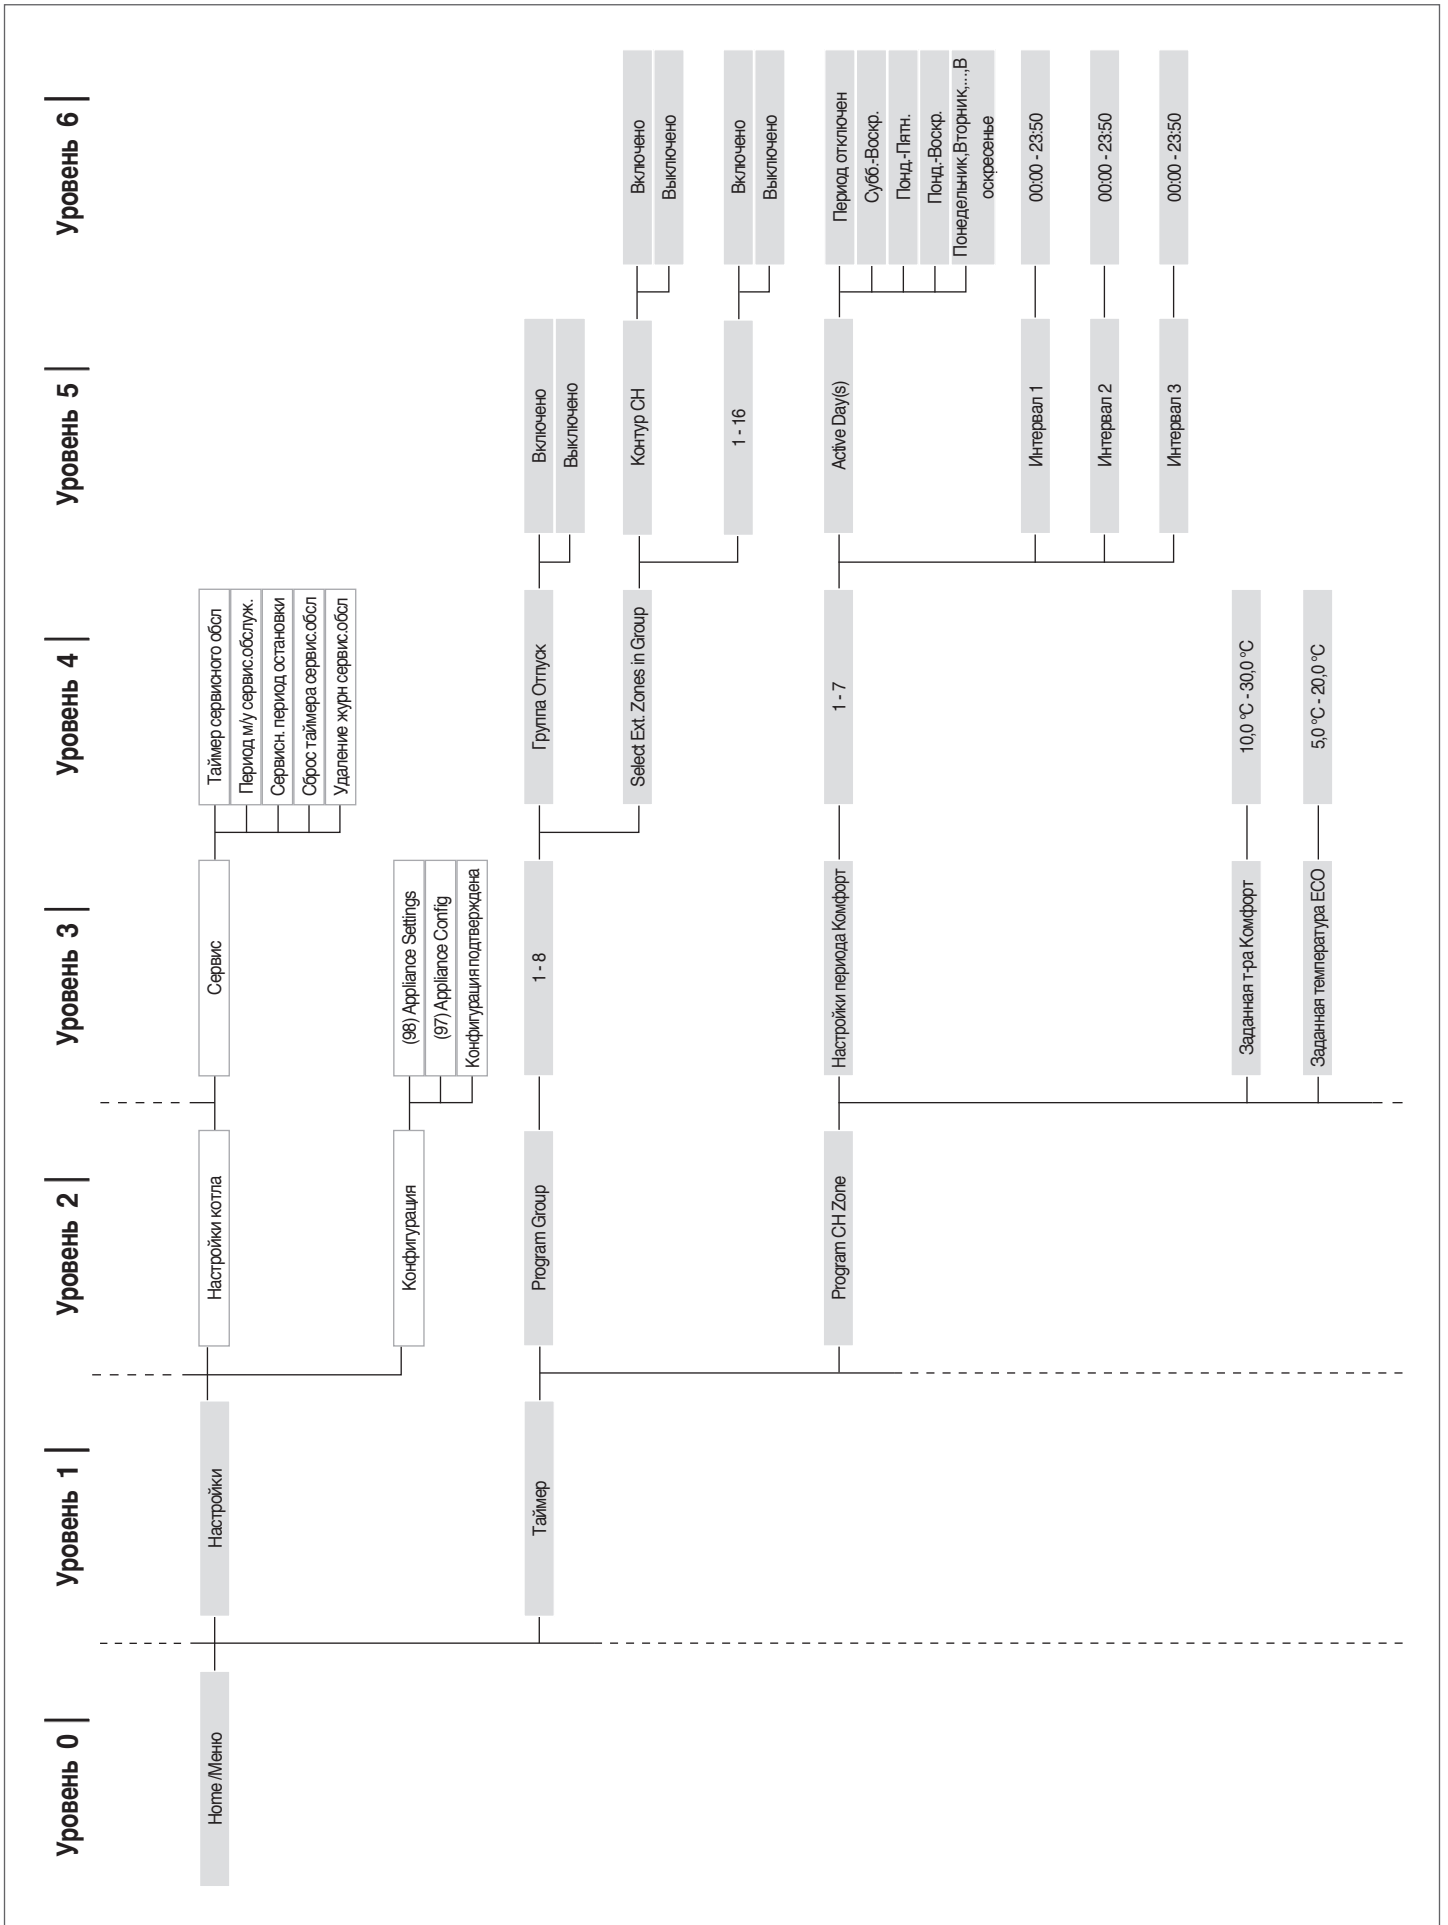 Уровень 0
Уровень 1
Уровень 2
Уровень 3
Уровень 4
Уровень 5
Уровень 6
Home /Меню
Настройки
Настройки котла
Сервис
Таймер сервисного обсл
Период м/у сервис.обслуж.
Сервисн. период остановки
Сброс таймера сервис.обсл
Удаление журн сервис.обсл
Конфигурация
(98) Appliance Settings
(97) Appliance Config
Конфигурация подтверждена
Таймер
Program Group
1 - 8
Группа Отпуск
Включено
Выключено
Select Ext. Zones in Group
Контур CH
Включено
Выключено
1 - 16
Включено
Выключено
Program CH Zone
Настройки периода Комфорт
1 - 7
Active Day(s)
Период отключен
Субб.-Воскр.
Понд.-Пятн.
Понд.-Воскр.
Понедельник,Вторник,...,В
оскресенье
Интервал 1
00:00 - 23:50
Интервал 2
00:00 - 23:50
Интервал 3
00:00 - 23:50
Заданная т-ра Комфорт
10,0 °C - 30,0 °C
Заданная температура ECO
5,0 °C - 20,0 °C